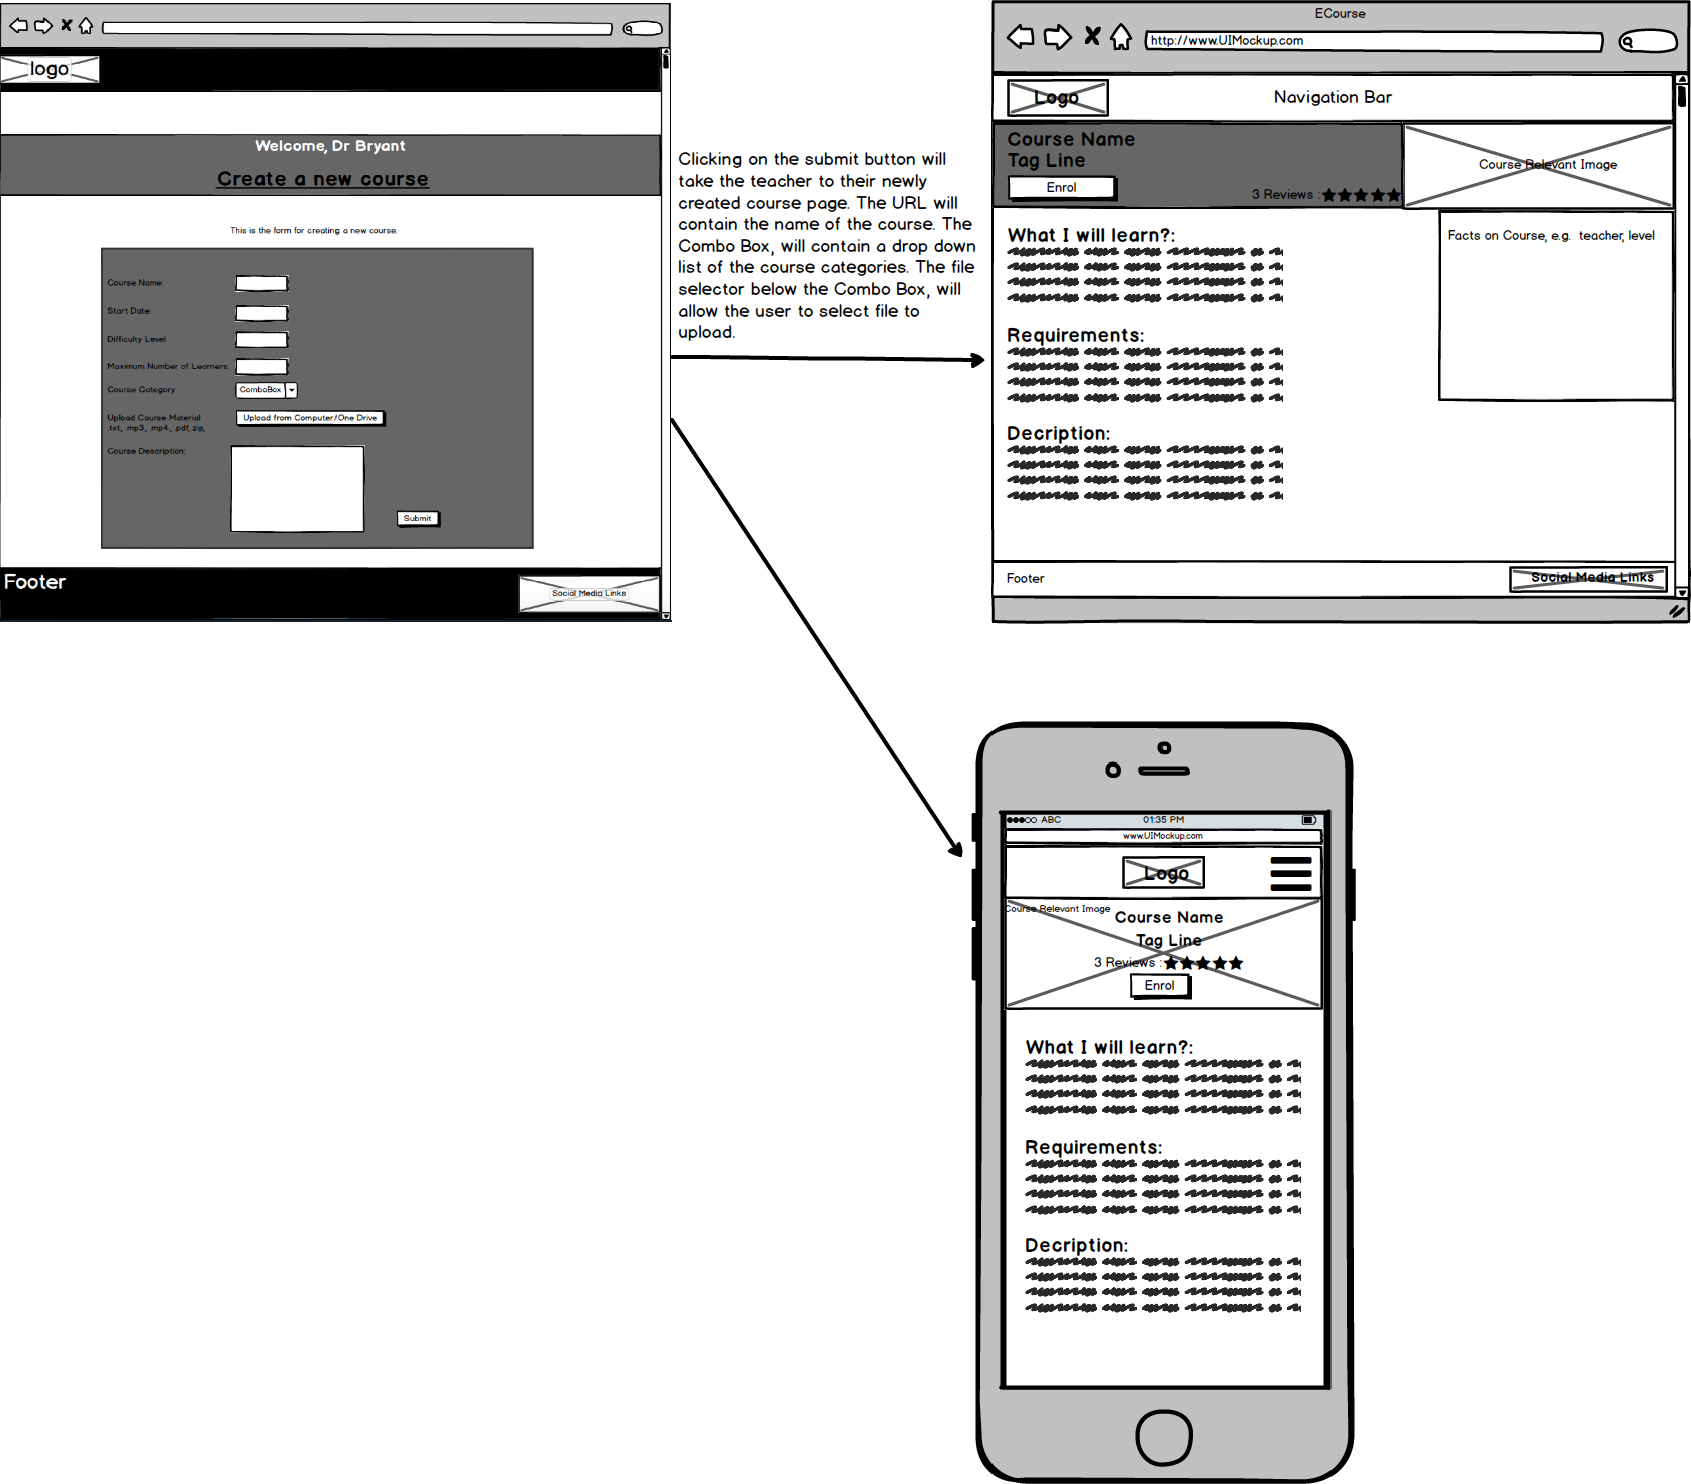 logo
Welcome, Dr Bryant
Create a new course
This is the form for creating a new course.
Course Name:
Start Date:
Difficulty Level:
Maximum Number of Learners:
Course Category
ComboBox
Upload Course Material
.txt, .mp3, .mp4, .pdf,.zip,
Upload from Computer/One Drive
Course Description:
Submit
Footer
Social Media Links
Clicking on the submit button will
take the teacher to their newly
created course page. The URL will
contain the name of the course. The
Combo Box, will contain a drop down
list of the course categories. The file
selector below the Combo Box, will
allow the user to select file to
upload.
ECourse
http://www.UIMockup.com
Logo
Navigation Bar
Course Name
Tag Line
Enrol
3 Reviews :
Course Relevant Image
What I will learn?:
Facts on Course, e.g. teacher, level
Requirements:
Decription:
Footer
Social Media Links
ABC
01:35 PM
www.UIMockup.com
Logo
Course Relevant Image
Course Name
Tag Line
3 Reviews :
Enrol
What I will learn?:
Requirements:
Decription: